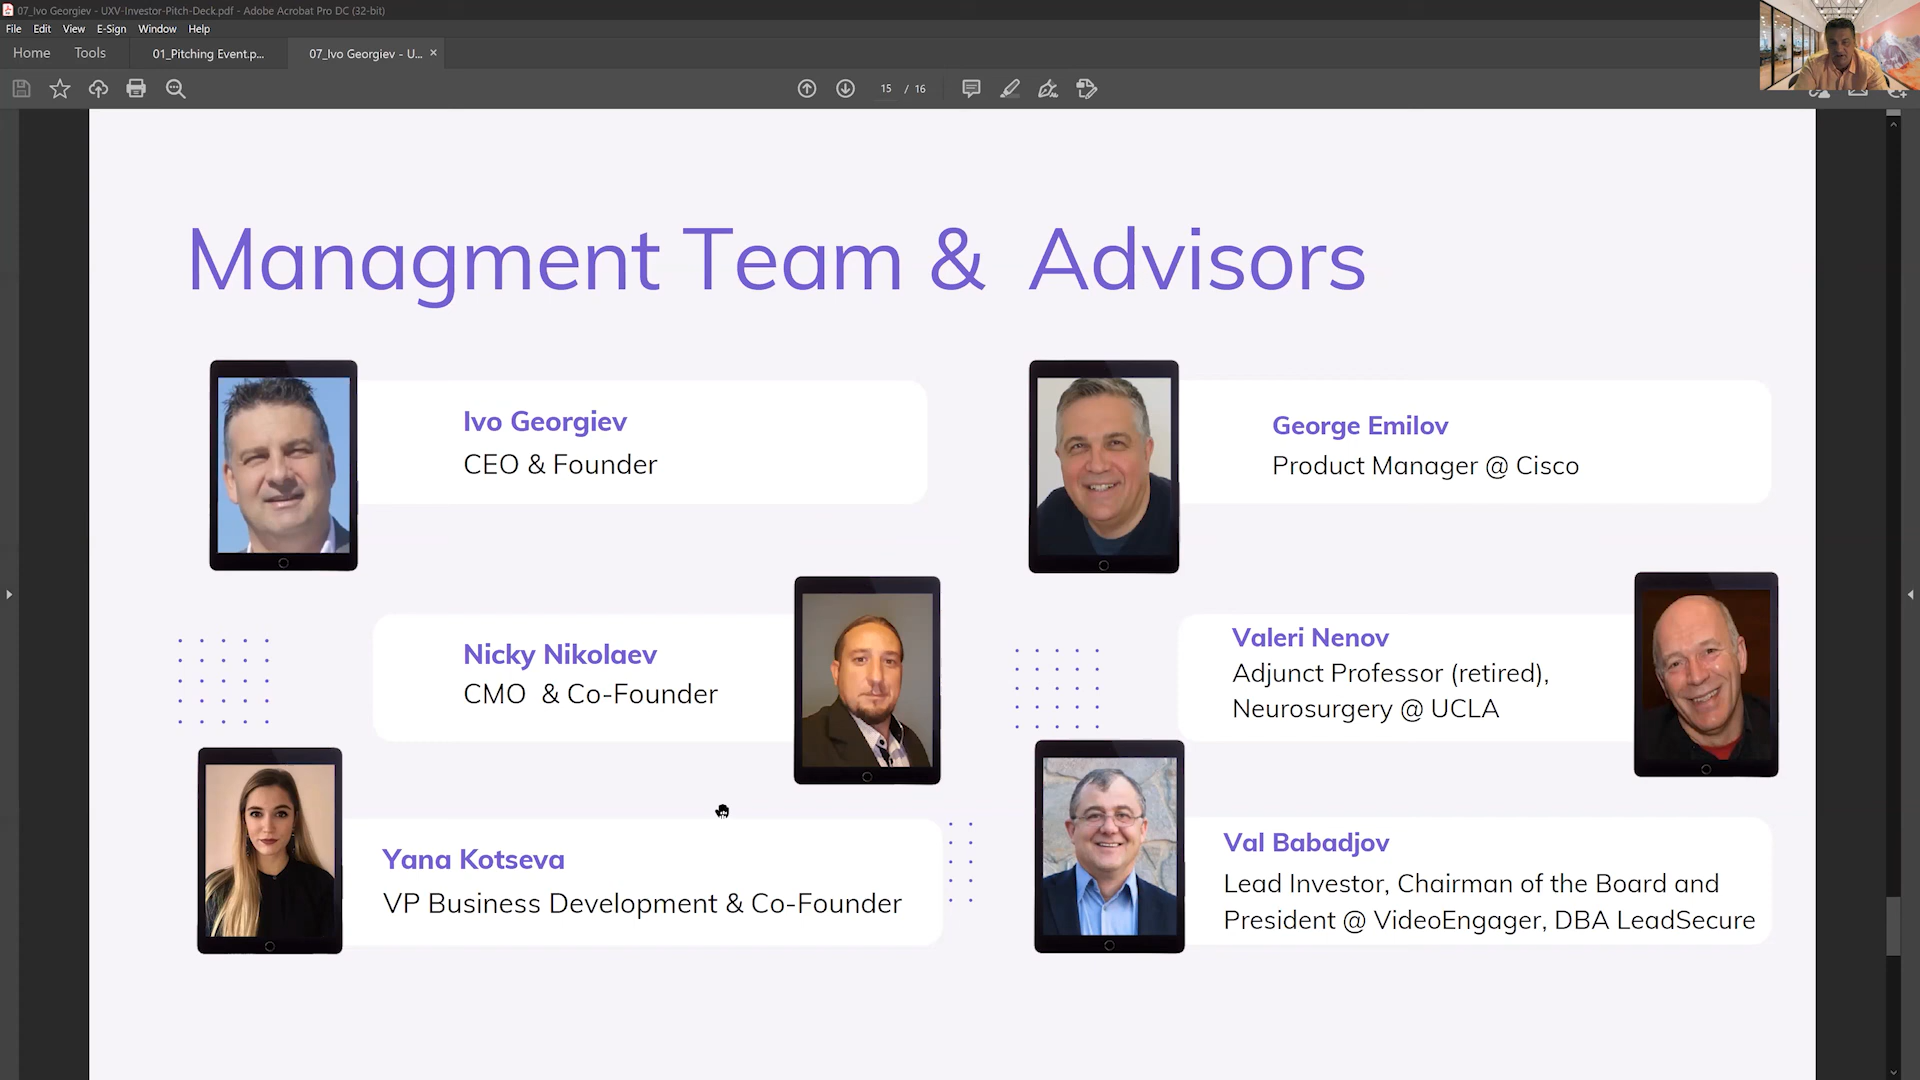 07_Ivo Georgiev - UXV-Investor-Pitch-Deck.pdf - Adobe Acrobat Pro DC (32-bit)
File Edit View E-Sign Window Help
Home Tools 01_Pitching Event.p... 07_Ivo Georgiev - U... ×
15 / 16
Managment Team & Advisors
Ivo Georgiev
CEO & Founder
George Emilov
Product Manager @ Cisco
Nicky Nikolaev
CMO & Co-Founder
Valeri Nenov
Adjunct Professor (retired),
Neurosurgery @ UCLA
Yana Kotseva
VP Business Development & Co-Founder
Val Babadjov
Lead Investor, Chairman of the Board and
President @ VideoEngager, DBA LeadSecure